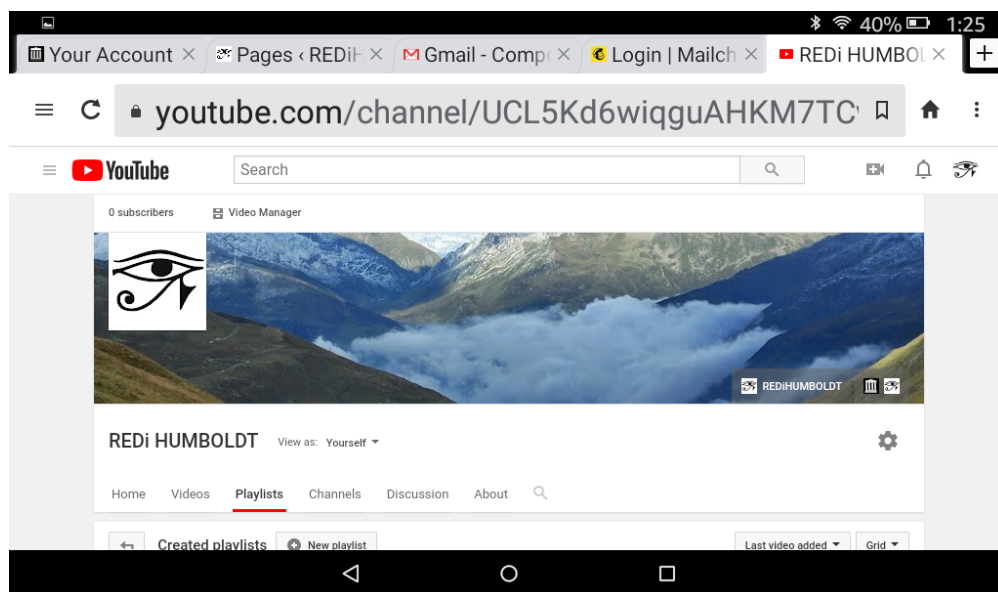 40% 1:25
Your Account Pages ‹ REDiH Gmail - Compo Login | Mailch REDi HUMBOL
youtube.com/channel/UCL5Kd6wiqguAHKM7TC
YouTube Search
0 subscribers Video Manager
REDiHUMBOLDT
REDi HUMBOLDT View as: Yourself
Home Videos Playlists Channels Discussion About
Created playlists New playlist Last video added Grid